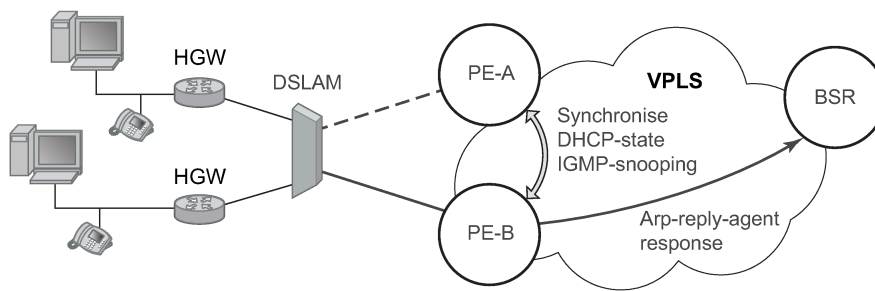 HGW
DSLAM
HGW
PE-A
VPLS
BSR
Synchronise
DHCP-state
IGMP-snooping
PE-B
Arp-reply-agent
response